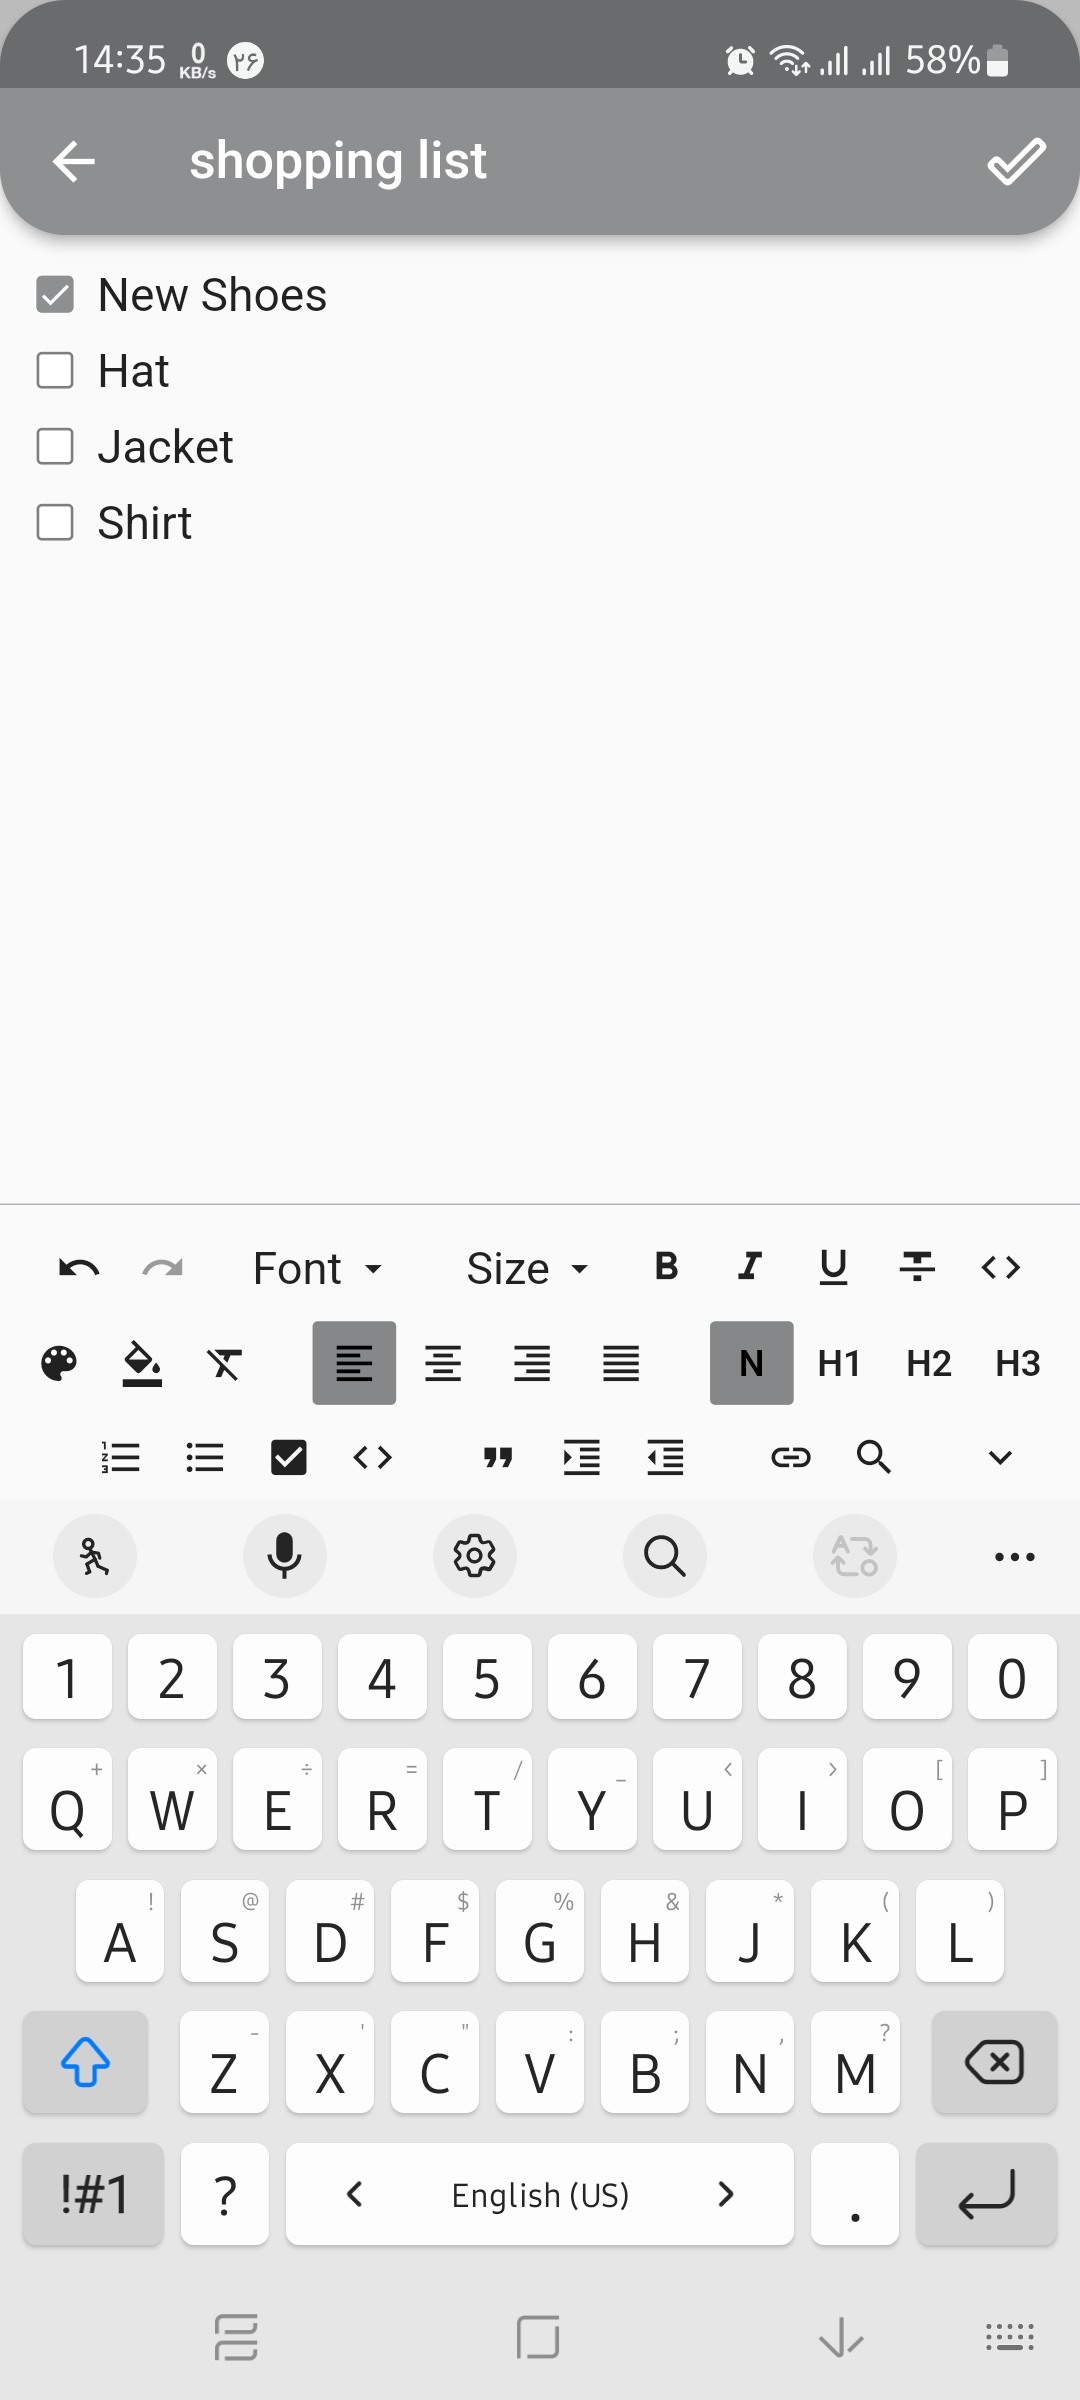 14:35 0 KB/s ۲۶ 58%
shopping list
New Shoes
Hat
Jacket
Shirt
Font Size B I U
N H1 H2 H3
1 2 3 4 5 6 7 8 9 0
+ × ÷ = / _ < > [ ]
Q W E R T Y U I O P
! @ # $ % & * ( )
A S D F G H J K L
- ' " : ; , ?
Z X C V B N M
!#1 ? < English (US) > .